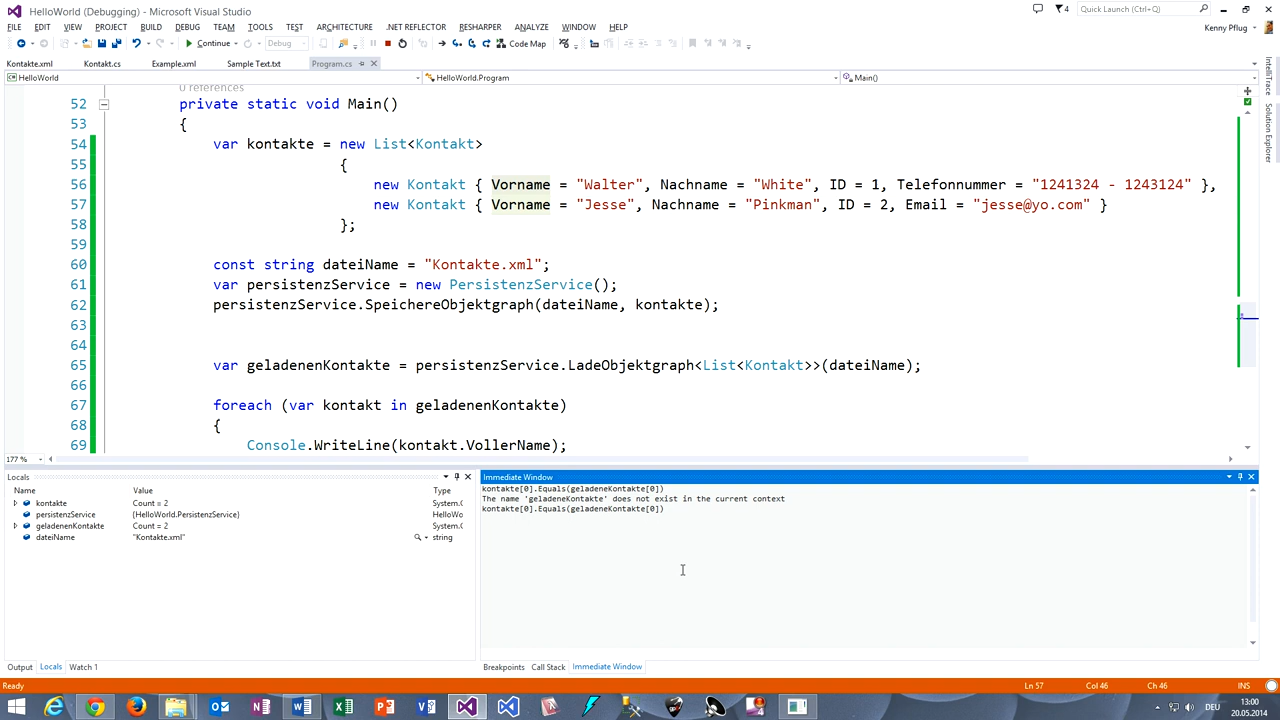 HelloWorld (Debugging) - Microsoft Visual Studio
4
Quick Launch (Ctrl+Q)
FILE EDIT VIEW PROJECT BUILD DEBUG TEAM TOOLS TEST ARCHITECTURE .NET REFLECTOR RESHARPER ANALYZE WINDOW HELP
Kenny Pflug
Continue Debug Code Map
Kontakte.xml Kontakt.cs Example.xml Sample Text.txt Program.cs
HelloWorld HelloWorld.Program Main()
0 references
52 private static void Main()
53 {
54 var kontakte = new List<Kontakt>
55 {
56 new Kontakt { Vorname = "Walter", Nachname = "White", ID = 1, Telefonnummer = "1241324 - 1243124" },
57 new Kontakt { Vorname = "Jesse", Nachname = "Pinkman", ID = 2, Email = "jesse@yo.com" }
58 };
59
60 const string dateiName = "Kontakte.xml";
61 var persistenzService = new PersistenzService();
62 persistenzService.SpeichereObjektgraph(dateiName, kontakte);
63
64
65 var geladenenKontakte = persistenzService.LadeObjektgraph<List<Kontakt>>(dateiName);
66
67 foreach (var kontakt in geladenenKontakte)
68 {
69 Console.WriteLine(kontakt.VollerName);
177 %
Locals
Name Value Type
kontakte Count = 2 System.C
persistenzService {HelloWorld.PersistenzService} HelloWo
geladenenKontakte Count = 2 System.C
dateiName "Kontakte.xml" string
Output Locals Watch 1
Immediate Window
kontakte[0].Equals(geladeneKontakte[0])
The name 'geladeneKontakte' does not exist in the current context
kontakte[0].Equals(geladeneKontakte[0])
Breakpoints Call Stack Immediate Window
IntelliTrace
Solution Explorer
Ready Ln 57 Col 46 Ch 46 INS
DEU
13:00
20.05.2014